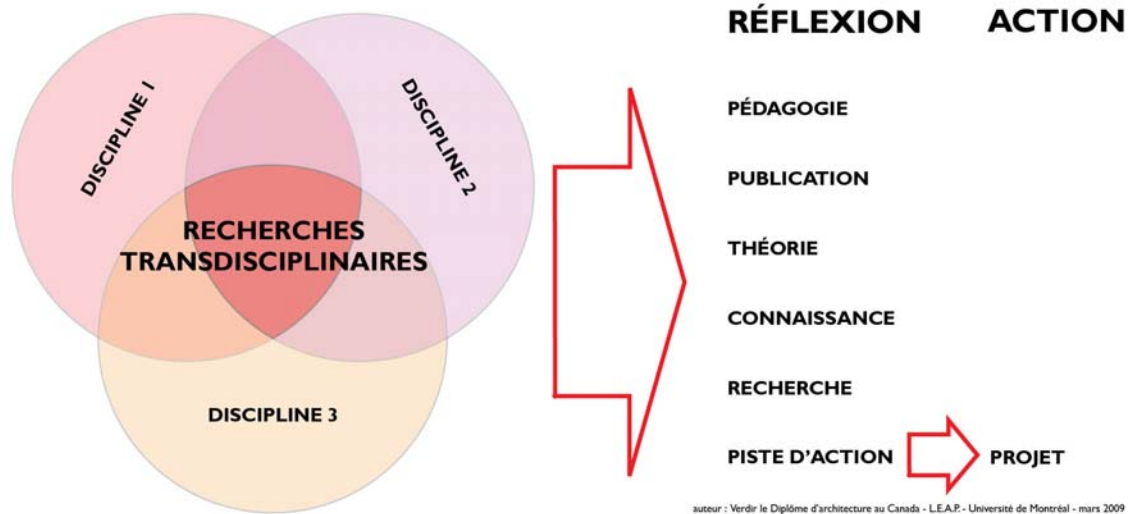 RÉFLEXION ACTION
DISCIPLINE 1
DISCIPLINE 2
RECHERCHES
TRANSDISCIPLINAIRES
DISCIPLINE 3
PÉDAGOGIE
PUBLICATION
THÉORIE
CONNAISSANCE
RECHERCHE
PISTE D'ACTION PROJET
auteur : Verdir le Diplôme d'architecture au Canada - L.E.A.P. - Université de Montréal - mars 2009